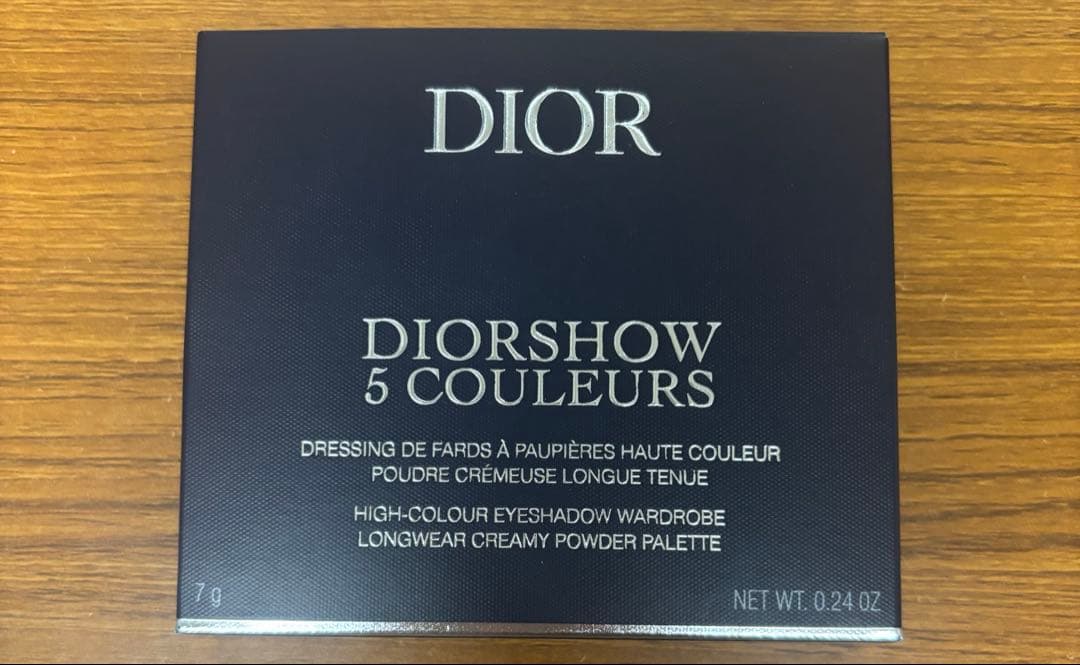 DIOR
DIORSHOW
5 COULEURS
DRESSING DE FARDS À PAUPIÈRES HAUTE COULEUR
POUDRE CRÉMEUSE LONGUE TENUE
HIGH-COLOUR EYESHADOW WARDROBE
LONGWEAR CREAMY POWDER PALETTE
7 g
NET WT. 0.24 OZ